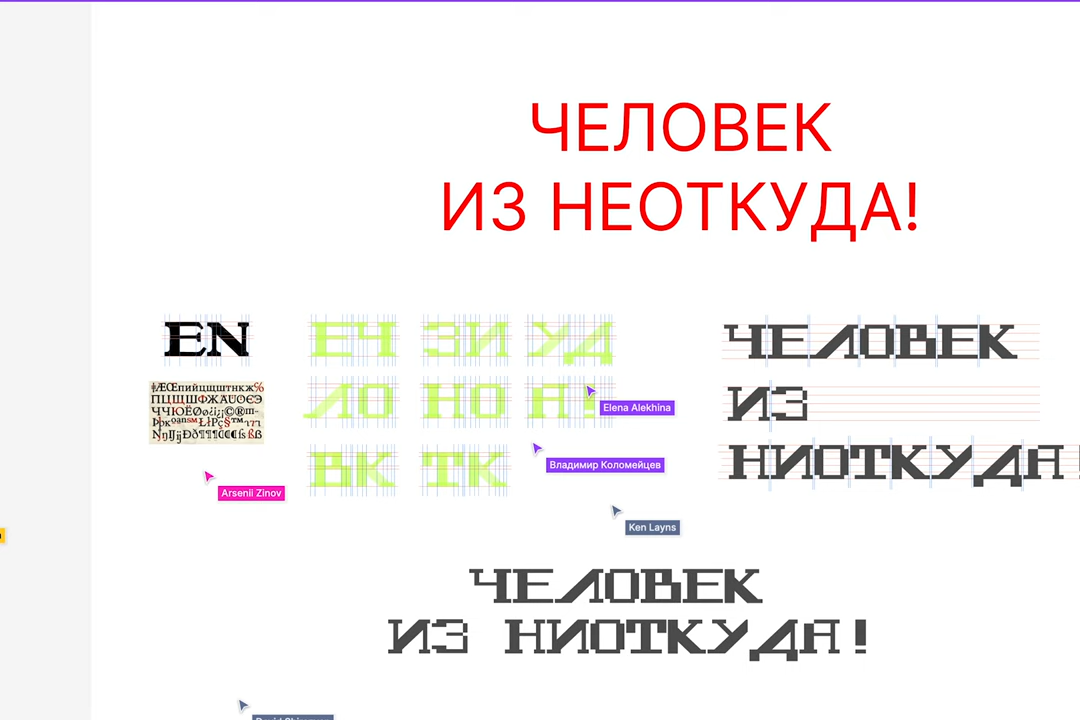 ЧЕЛОВЕК
ИЗ НЕОТКУДА!
EN
ЕЧ ЗИ УД
ЛО НО А!
ВК ТК
Elena Alekhina
Владимир Коломейцев
Arsenii Zinov
Ken Layns
ЧЕЛОВЕК
ИЗ
НИОТКУДА
ЧЕЛОВЕК
ИЗ НИОТКУДА!